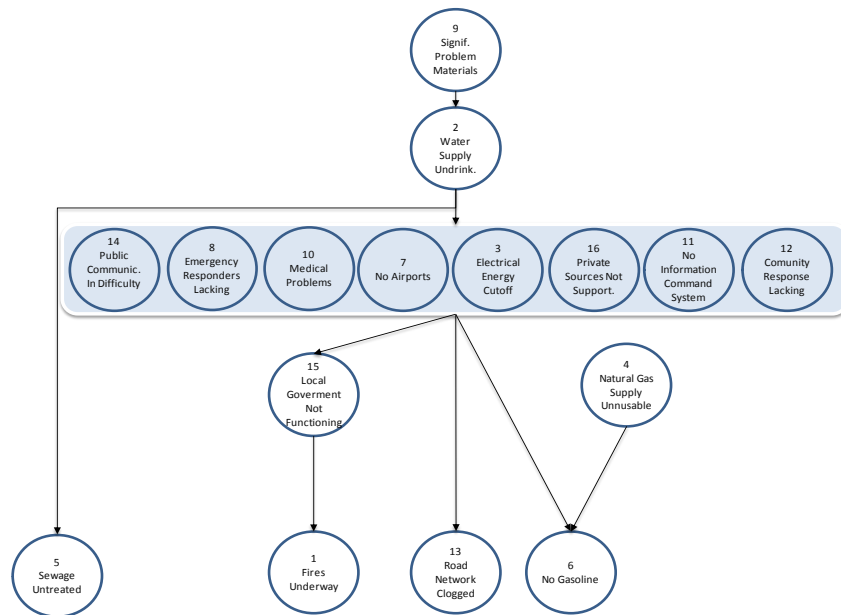 9
Signif.
Problem
Materials
2
Water
Supply
Undrink.
14
Public
Communic.
In Difficulty
8
Emergency
Responders
Lacking
10
Medical
Problems
7
No Airports
3
Electrical
Energy
Cutoff
16
Private
Sources Not
Support.
11
No
Information
Command
System
12
Comunity
Response
Lacking
15
Local
Goverment
Not
Functioning
4
Natural Gas
Supply
Unnusable
5
Sewage
Untreated
1
Fires
Underway
13
Road
Network
Clogged
6
No Gasoline